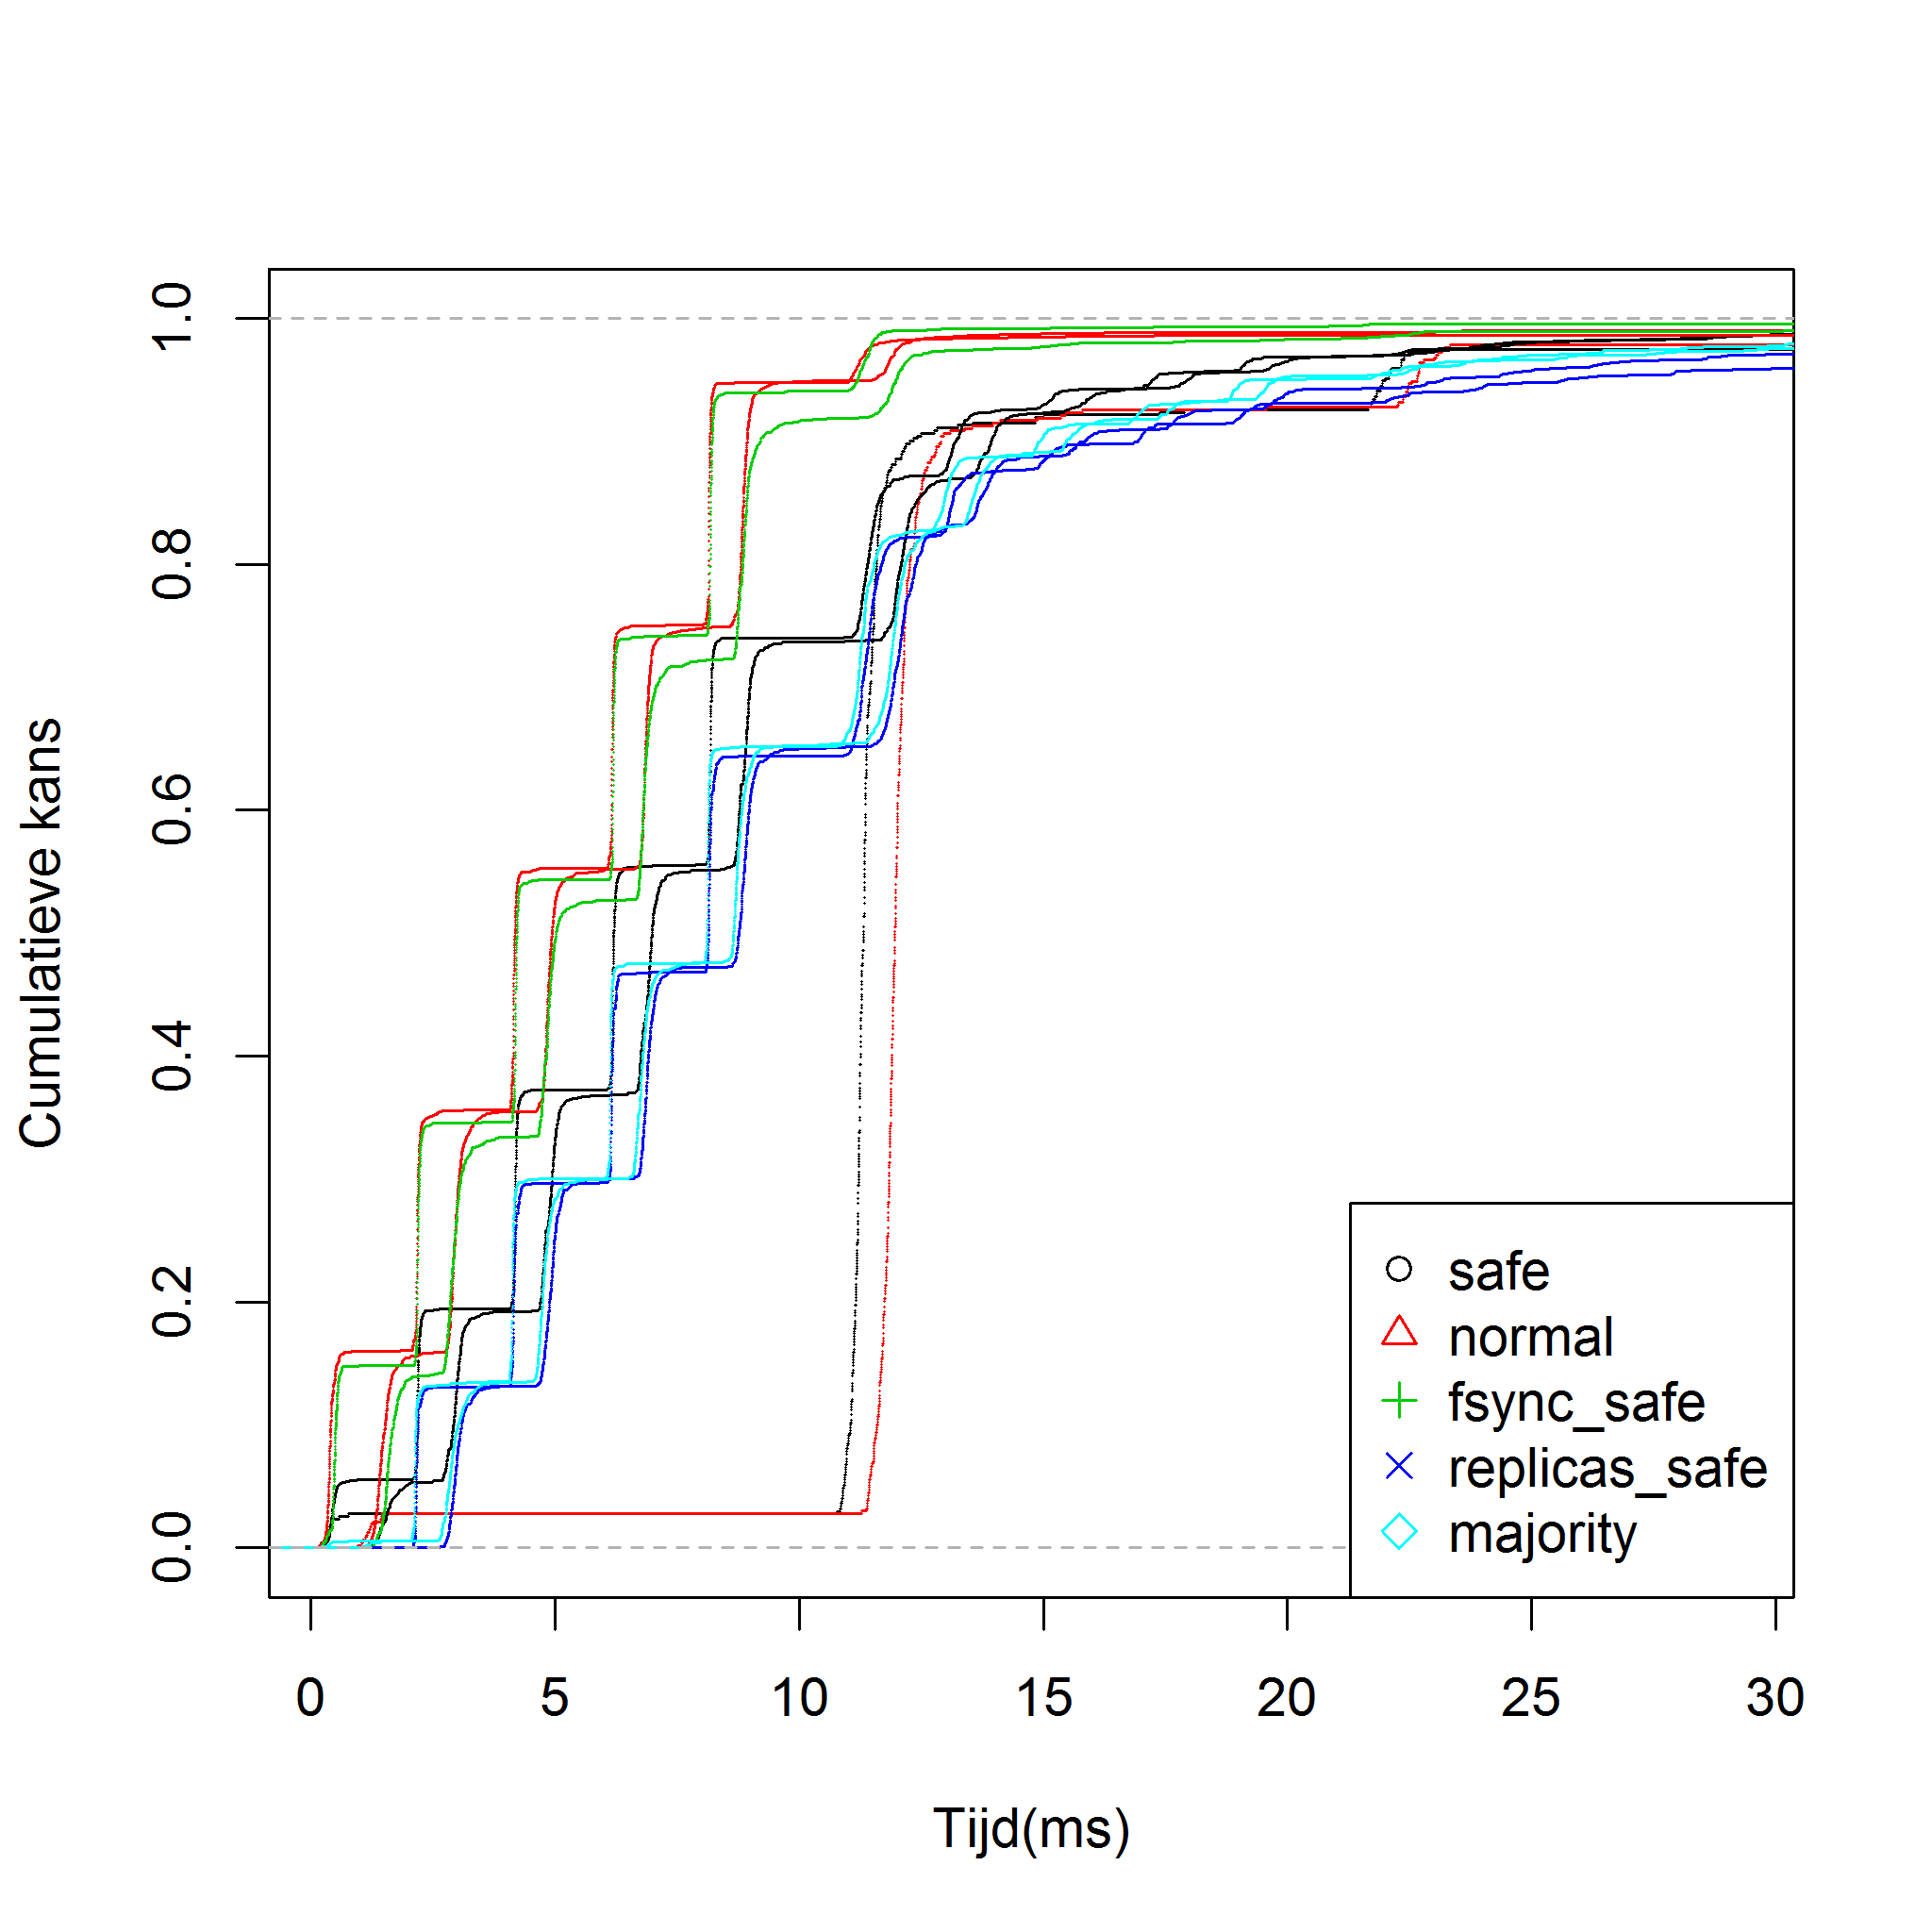 Cumulatieve kans
1.0
0.8
0.6
0.4
0.2
0.0
0 5 10 15 20 25 30
Tijd(ms)
safe
normal
fsync_safe
replicas_safe
majority